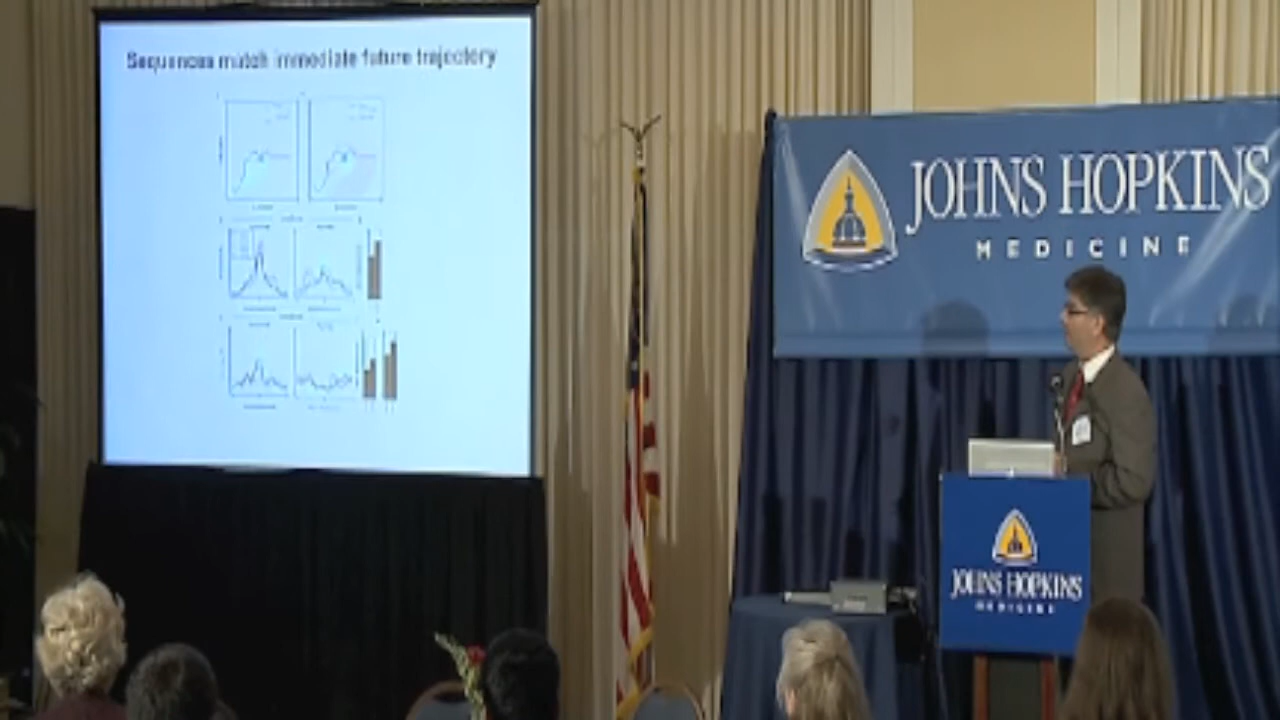 Sequences match immediate future trajectory
JOHNS HOPKINS
MEDICINE
JOHNS HOPKINS
MEDICINE